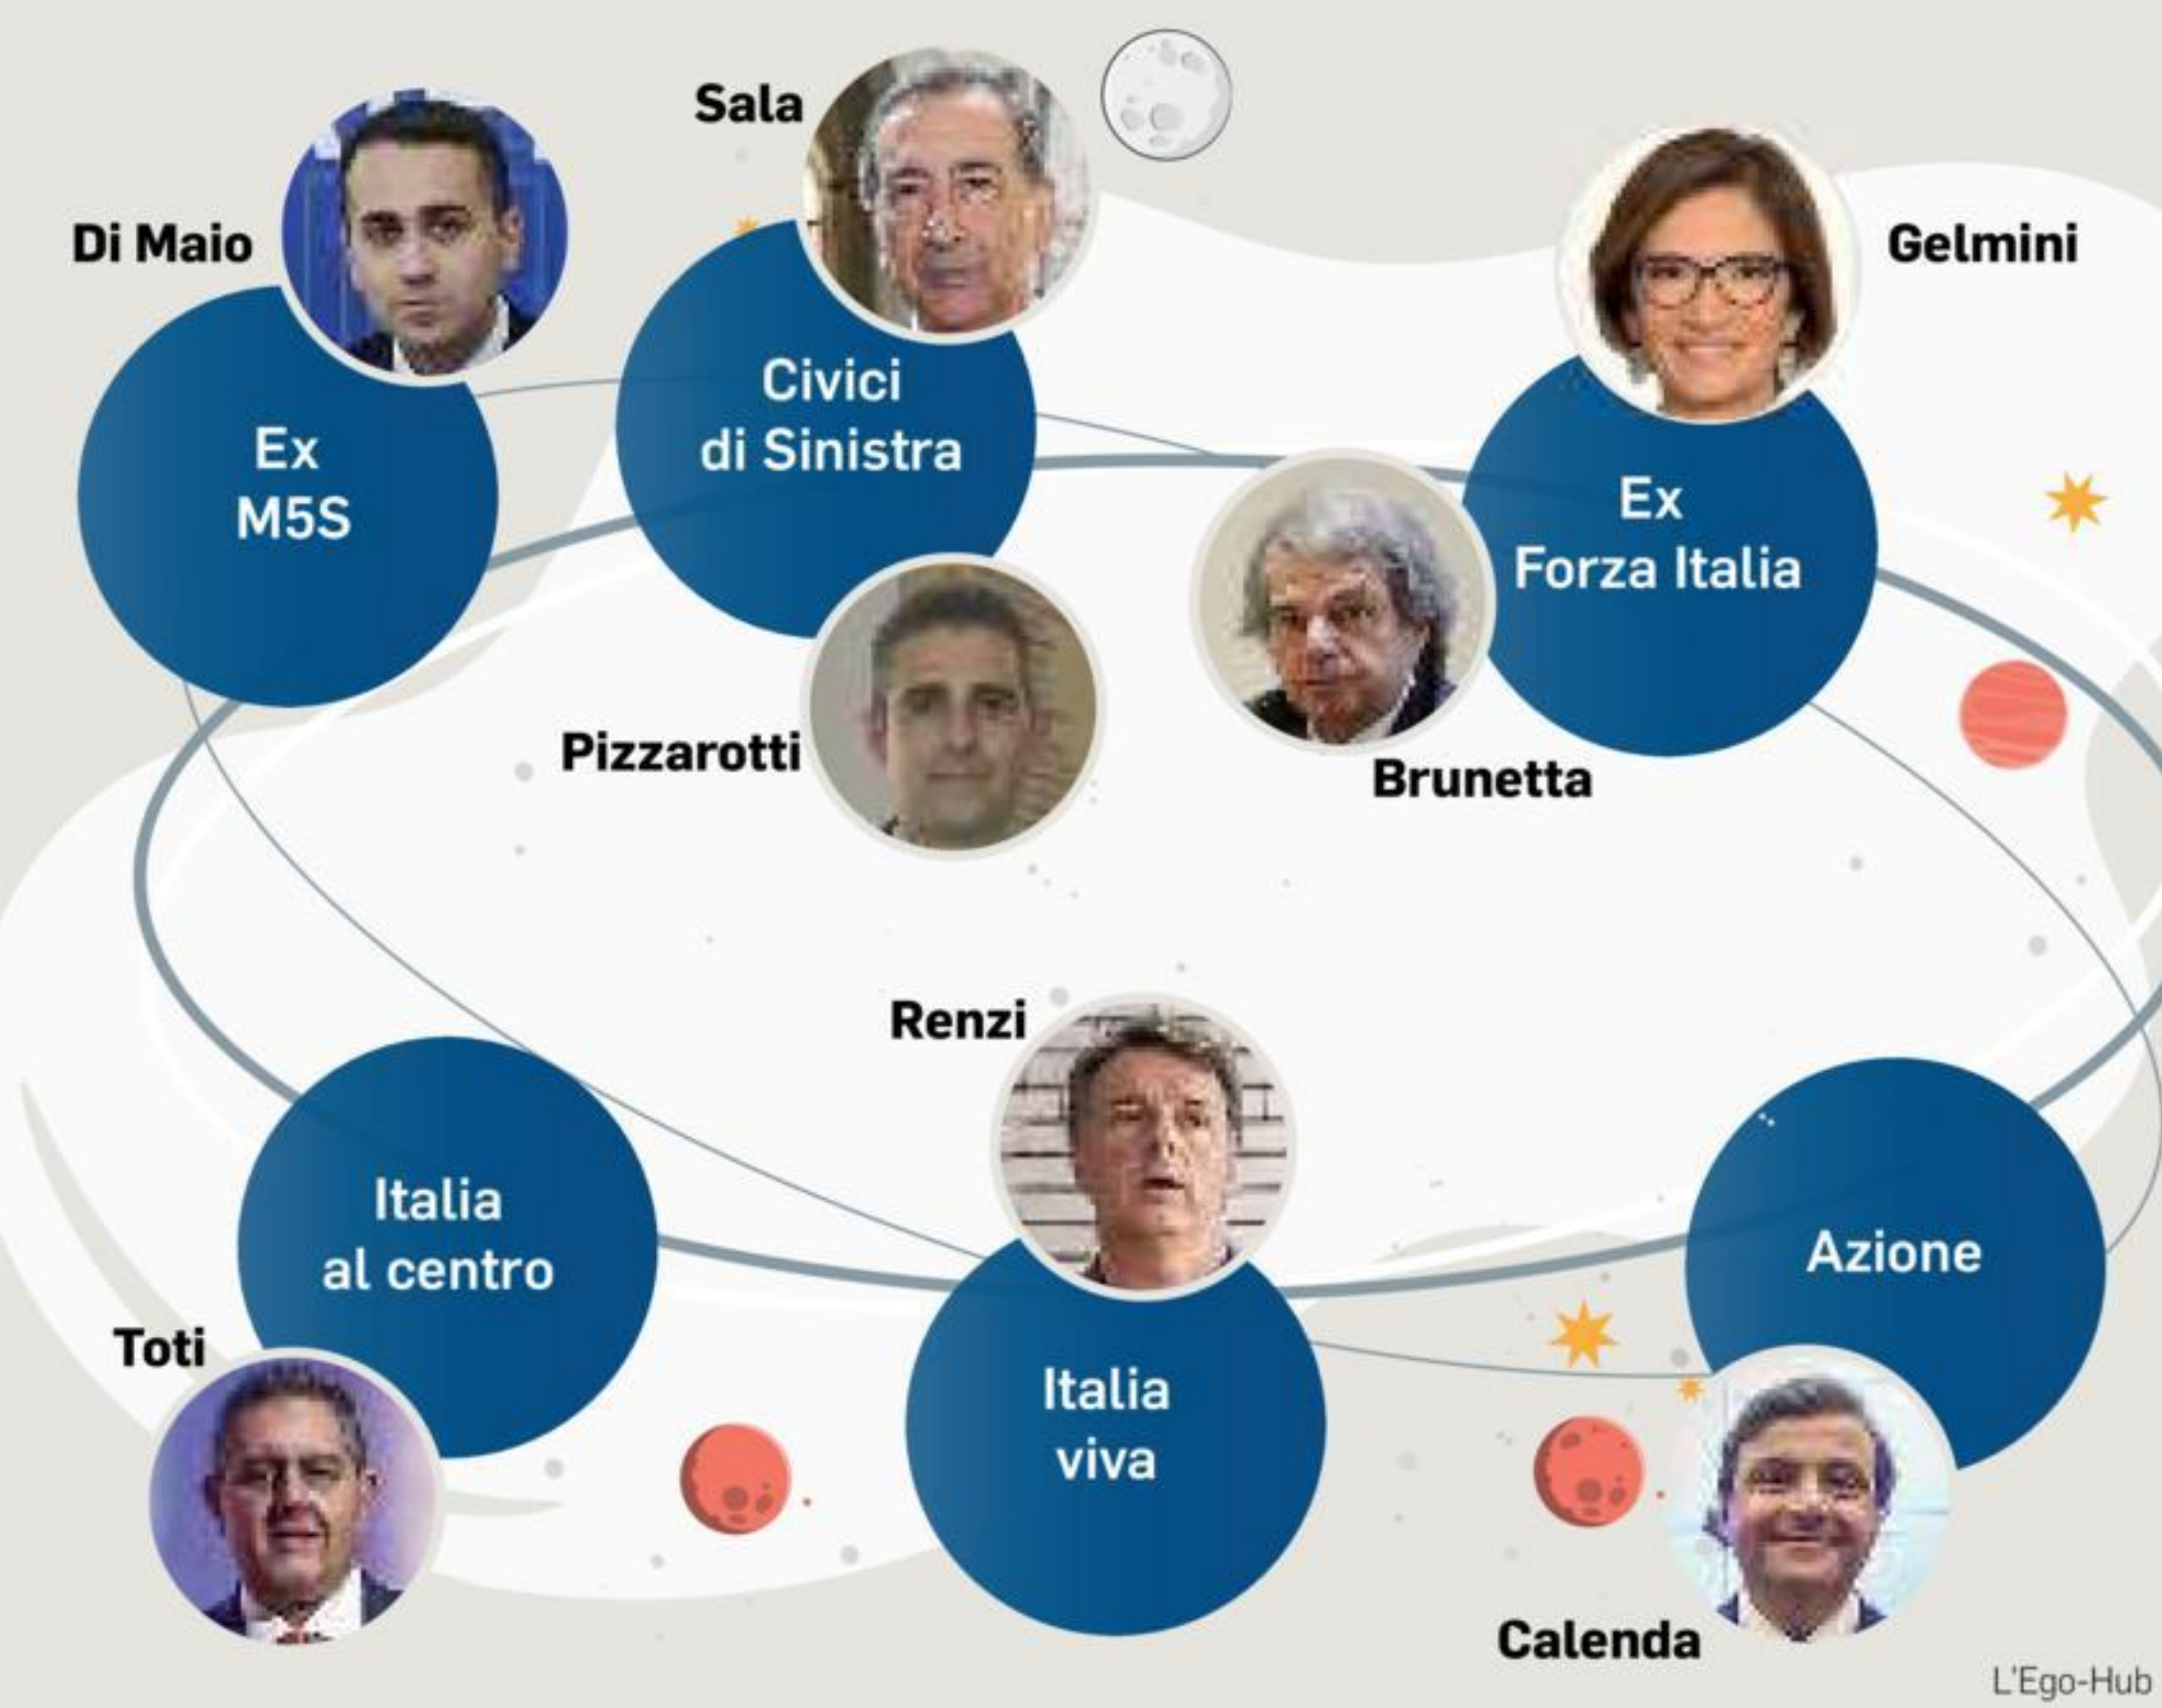 Sala
Di Maio
Gelmini
Civici
di Sinistra
Ex
M5S
Ex
Forza Italia
Pizzarotti
Brunetta
Renzi
Italia
al centro
Azione
Toti
Italia
viva
Calenda
L'Ego-Hub